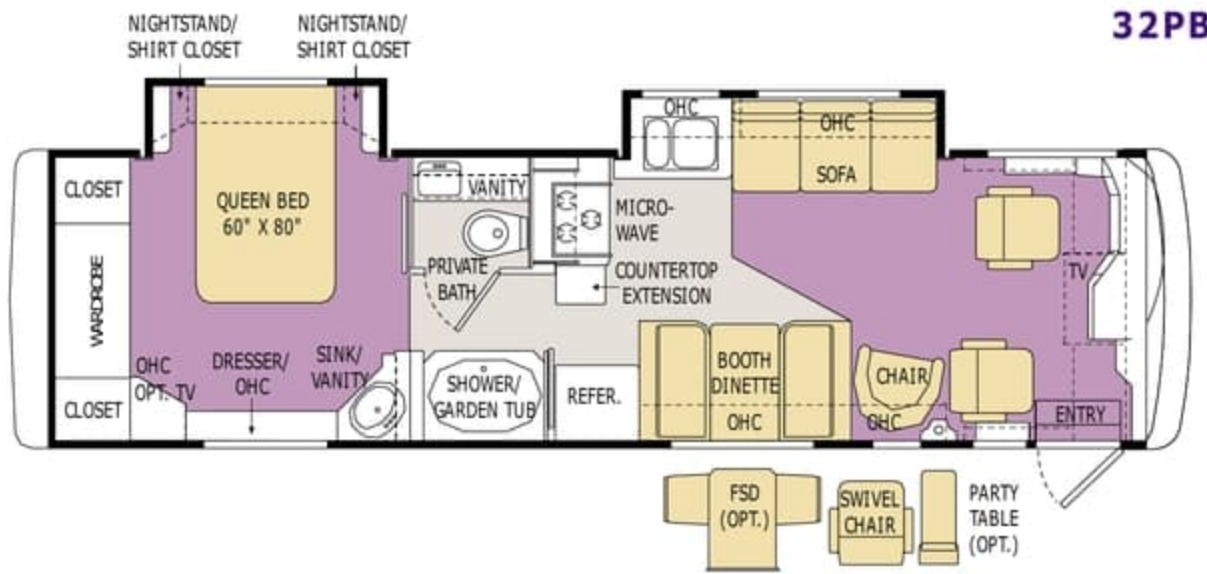 32PB
NIGHTSTAND/
SHIRT CLOSET
NIGHTSTAND/
SHIRT CLOSET
OHC
OHC
SOFA
CLOSET
QUEEN BED
60" X 80"
VANITY
MICRO-
WAVE
WARDROBE
PRIVATE
BATH
COUNTERTOP
EXTENSION
TV
OHC
OPT. TV
DRESSER/
OHC
SINK/
VANITY
CLOSET
SHOWER/
GARDEN TUB
REFER.
BOOTH
DINETTE
OHC
CHAIR
OHC
ENTRY
FSD
(OPT.)
SWIVEL
CHAIR
PARTY
TABLE
(OPT.)